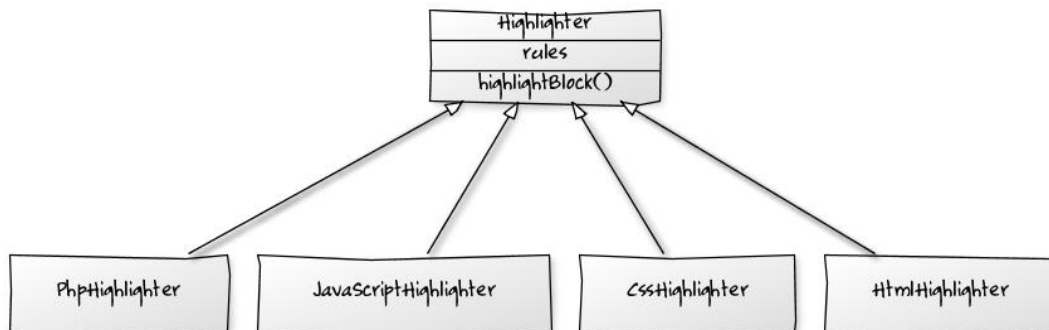 Highlighter
rules
highlightBlock()
PhpHighlighter
JavaScriptHighlighter
CssHighlighter
HtmlHighlighter